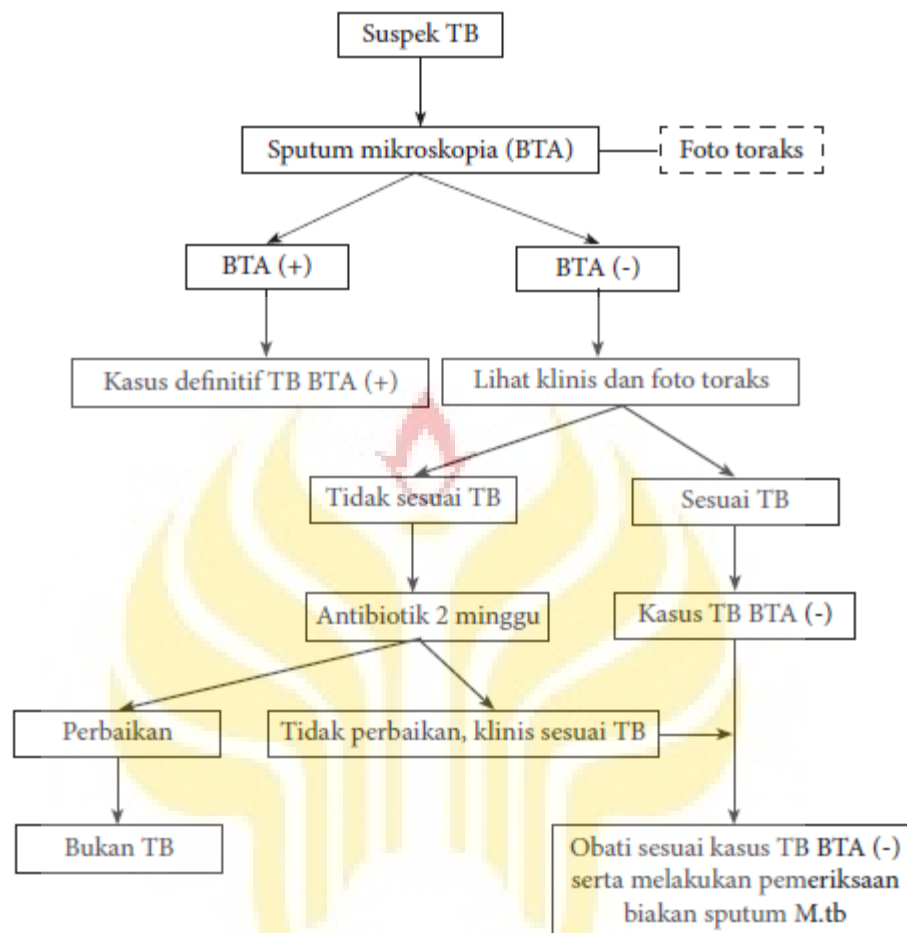 Suspek TB
Sputum mikroskopia (BTA)
Foto toraks
BTA (+)
BTA (-)
Kasus definitif TB BTA (+)
Lihat klinis dan foto toraks
Tidak sesuai TB
Sesuai TB
Antibiotik 2 minggu
Kasus TB BTA (-)
Perbaikan
Tidak perbaikan, klinis sesuai TB
Bukan TB
Obati sesuai kasus TB BTA (-)
serta melakukan pemeriksaan
biakan sputum M.tb